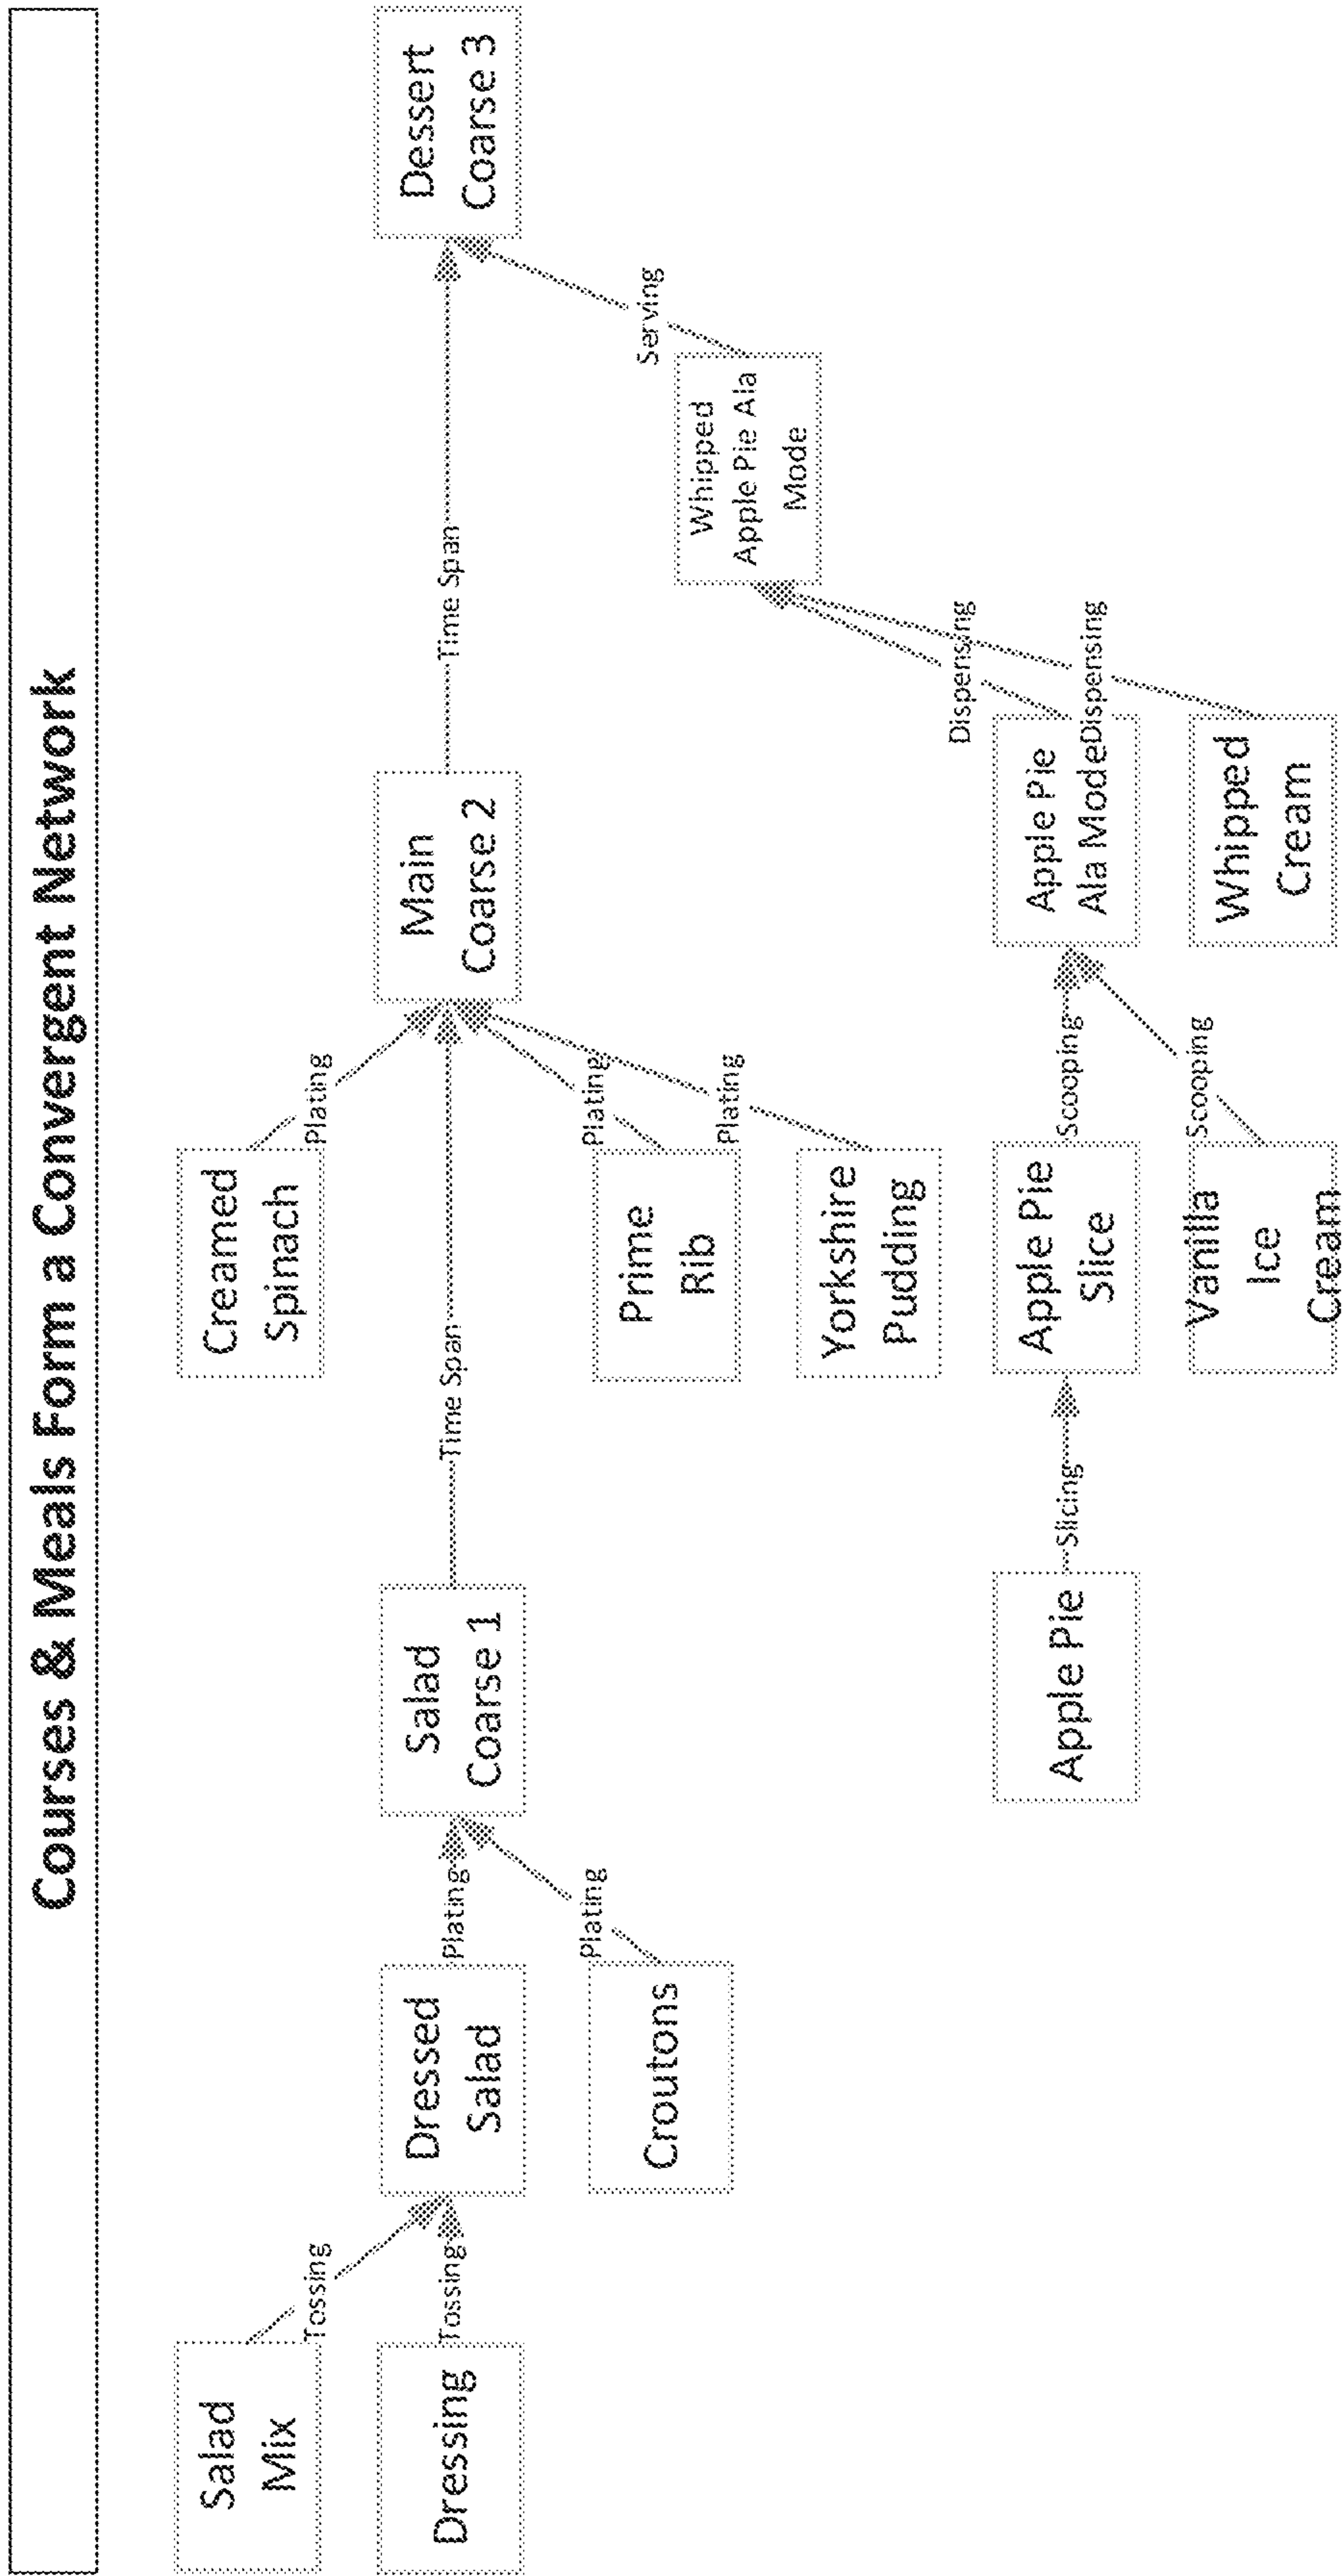 Courses & Meals Form a Convergent Network
Salad
Mix
Tossing
Dressing
Tossing
Dressed
Salad
Plating
Croutons
Plating
Salad
Coarse 1
Time Span
Creamed
Spinach
Plating
Prime
Rib
Plating
Yorkshire
Pudding
Plating
Main
Coarse 2
Time Span
Dessert
Coarse 3
Apple Pie
Slicing
Apple Pie
Slice
Scooping
Vanilla
Ice
Cream
Scooping
Apple Pie
Ala Mode
Dispensing
Whipped
Cream
Dispensing
Whipped
Apple Pie Ala
Mode
Serving